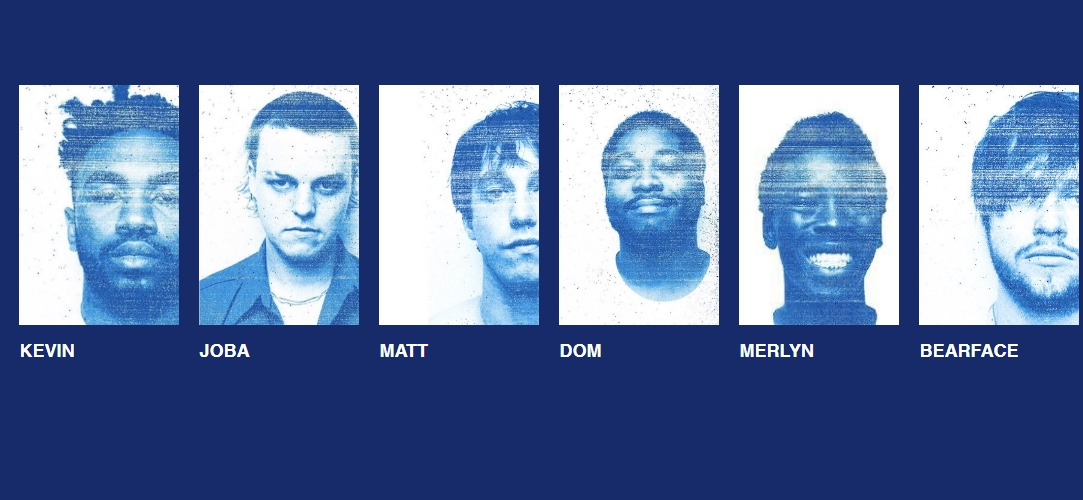 KEVIN
JOBA
MATT
DOM
MERLYN
BEARFACE